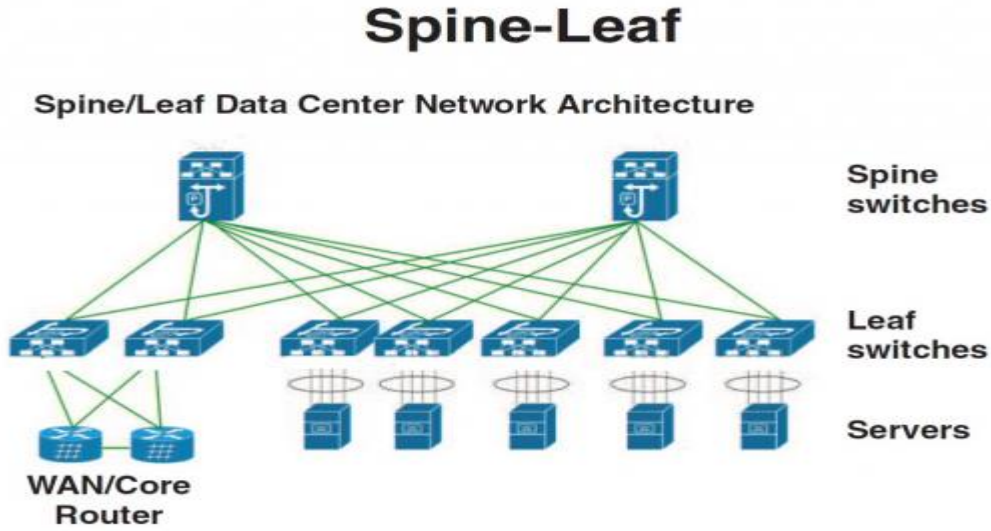 Spine-Leaf
Spine/Leaf Data Center Network Architecture
Spine
switches
Leaf
switches
Servers
WAN/Core
Router